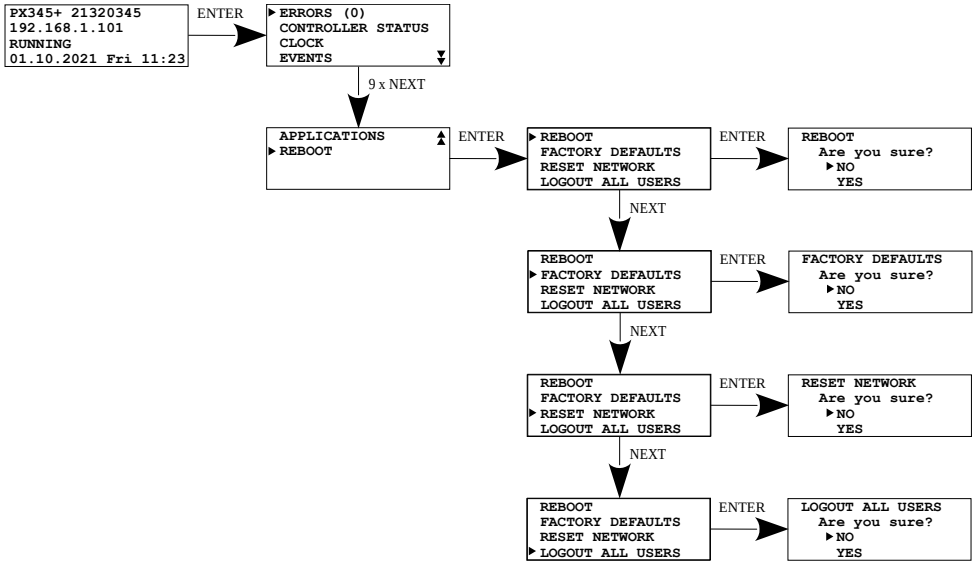 PX345+ 21320345
192.168.1.101
RUNNING
01.10.2021 Fri 11:23
ENTER
ERRORS (0)
CONTROLLER STATUS
CLOCK
EVENTS
9 x NEXT
APPLICATIONS
REBOOT
ENTER
REBOOT
FACTORY DEFAULTS
RESET NETWORK
LOGOUT ALL USERS
ENTER
REBOOT
Are you sure?
NO
YES
NEXT
REBOOT
FACTORY DEFAULTS
RESET NETWORK
LOGOUT ALL USERS
ENTER
FACTORY DEFAULTS
Are you sure?
NO
YES
NEXT
REBOOT
FACTORY DEFAULTS
RESET NETWORK
LOGOUT ALL USERS
ENTER
RESET NETWORK
Are you sure?
NO
YES
NEXT
REBOOT
FACTORY DEFAULTS
RESET NETWORK
LOGOUT ALL USERS
ENTER
LOGOUT ALL USERS
Are you sure?
NO
YES